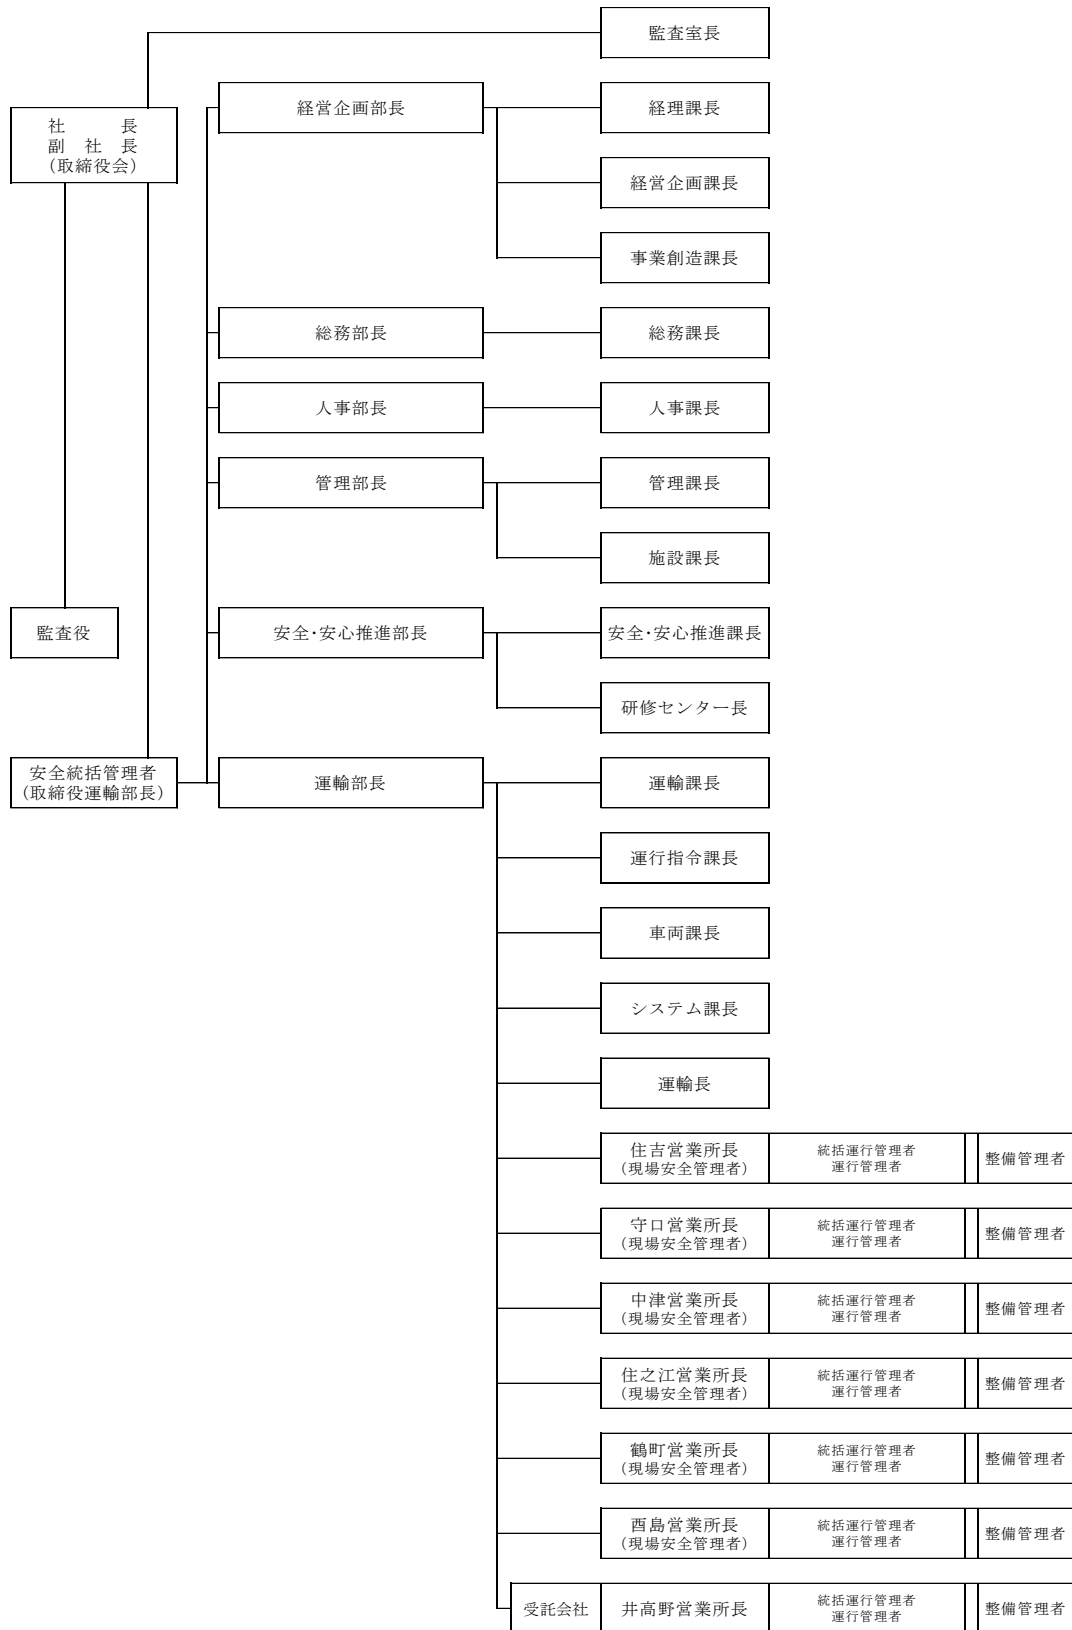 監査室長
経営企画部長
経理課長
社　　長
副 社 長
(取締役会)
経営企画課長
事業創造課長
総務部長
総務課長
人事部長
人事課長
管理部長
管理課長
施設課長
監査役
安全・安心推進部長
安全・安心推進課長
研修センター長
安全統括管理者
(取締役運輸部長)
運輸部長
運輸課長
運行指令課長
車両課長
システム課長
運輸長
住吉営業所長
(現場安全管理者)
統括運行管理者
運行管理者
整備管理者
守口営業所長
(現場安全管理者)
統括運行管理者
運行管理者
整備管理者
中津営業所長
(現場安全管理者)
統括運行管理者
運行管理者
整備管理者
住之江営業所長
(現場安全管理者)
統括運行管理者
運行管理者
整備管理者
鶴町営業所長
(現場安全管理者)
統括運行管理者
運行管理者
整備管理者
酉島営業所長
(現場安全管理者)
統括運行管理者
運行管理者
整備管理者
受託会社
井高野営業所長
統括運行管理者
運行管理者
整備管理者